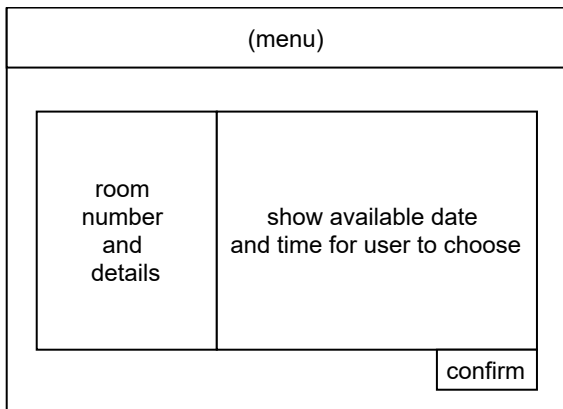 (menu)
room
number
and
details
show available date
and time for user to choose
confirm